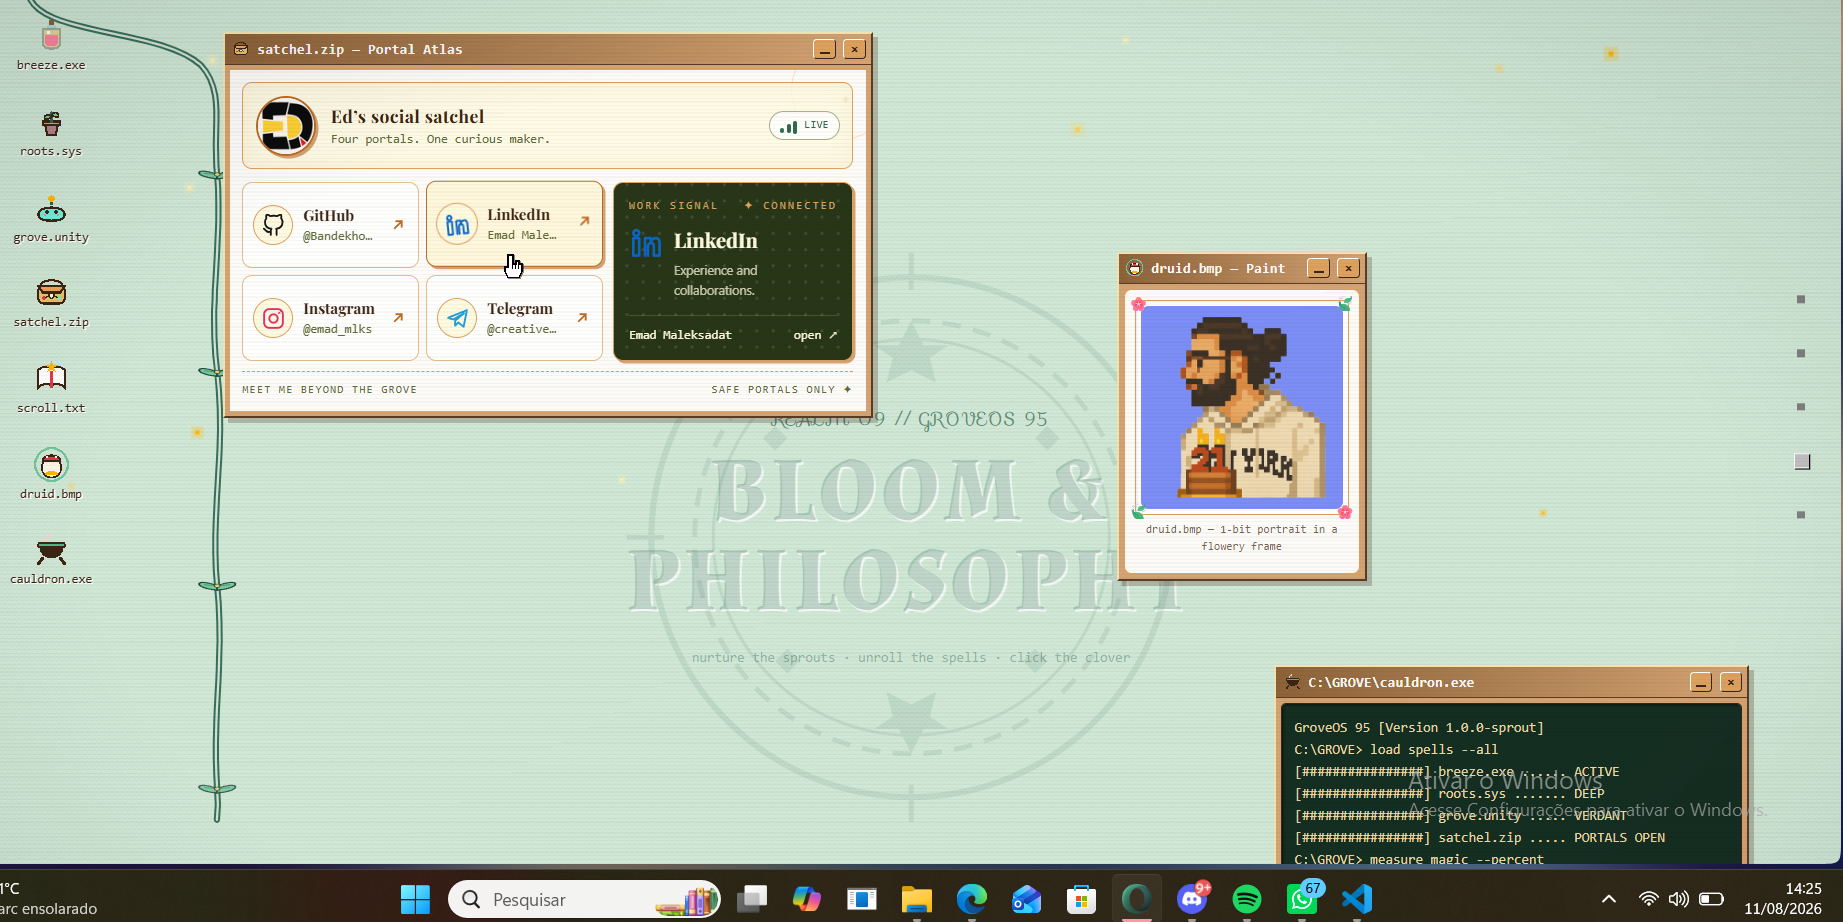 breeze.exe
roots.sys
grove.unity
satchel.zip
scroll.txt
druid.bmp
cauldron.exe
satchel.zip — Portal Atlas
Ed's social satchel
Four portals. One curious maker.
LIVE
GitHub
@Bandekho…
LinkedIn
Emad Male…
Instagram
@emad_mlks
Telegram
@creative…
WORK SIGNAL ✦ CONNECTED
LinkedIn
Experience and
collaborations.
Emad Maleksadat open ↗
MEET ME BEYOND THE GROVE
SAFE PORTALS ONLY ✦
REALM 09 // GROVEOS 95
BLOOM &
PHILOSOPHY
nurture the sprouts · unroll the spells · click the clover
druid.bmp — Paint
21
druid.bmp — 1-bit portrait in a
flowery frame
C:\GROVE\cauldron.exe
GroveOS 95 [Version 1.0.0-sprout]
C:\GROVE> load spells --all
[################] breeze.exe ...... ACTIVE
[################] roots.sys ....... DEEP
[################] grove.unity ..... VERDANT
[################] satchel.zip ..... PORTALS OPEN
C:\GROVE> measure magic --percent
Ativar o Windows
Acesse Configurações para ativar o Windows.
1°C
arc ensolarado
Pesquisar
9+
67
14:25
11/08/2026